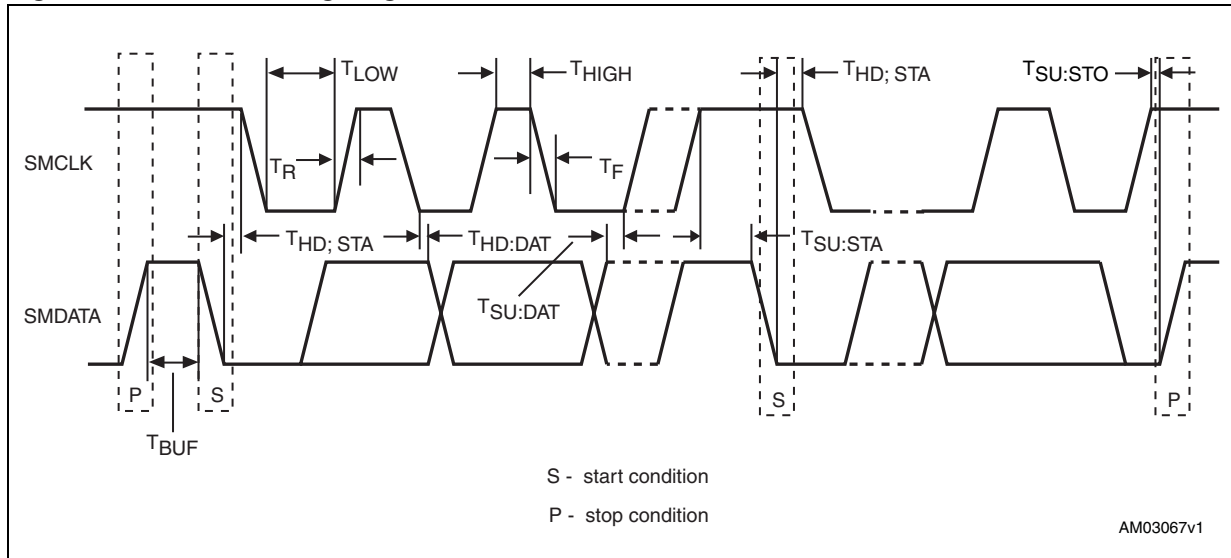 T_LOW
T_HIGH
T_HD; STA
T_SU:STO
SMCLK
T_R
T_F
T_HD; STA
T_HD:DAT
T_SU:STA
SMDATA
T_SU:DAT
P
S
S
P
T_BUF
S - start condition
P - stop condition
AM03067v1